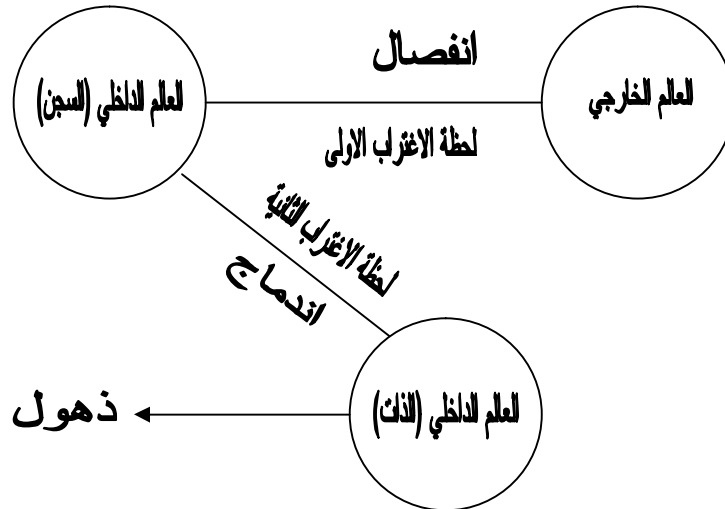 انفصال
العالم الخارجي
العالم الداخلي (السجن)
لحظة الاغتراب الاولى
لحظة الاغتراب الثانية
اندماج
العالم الداخلي (الذات)
ذهول